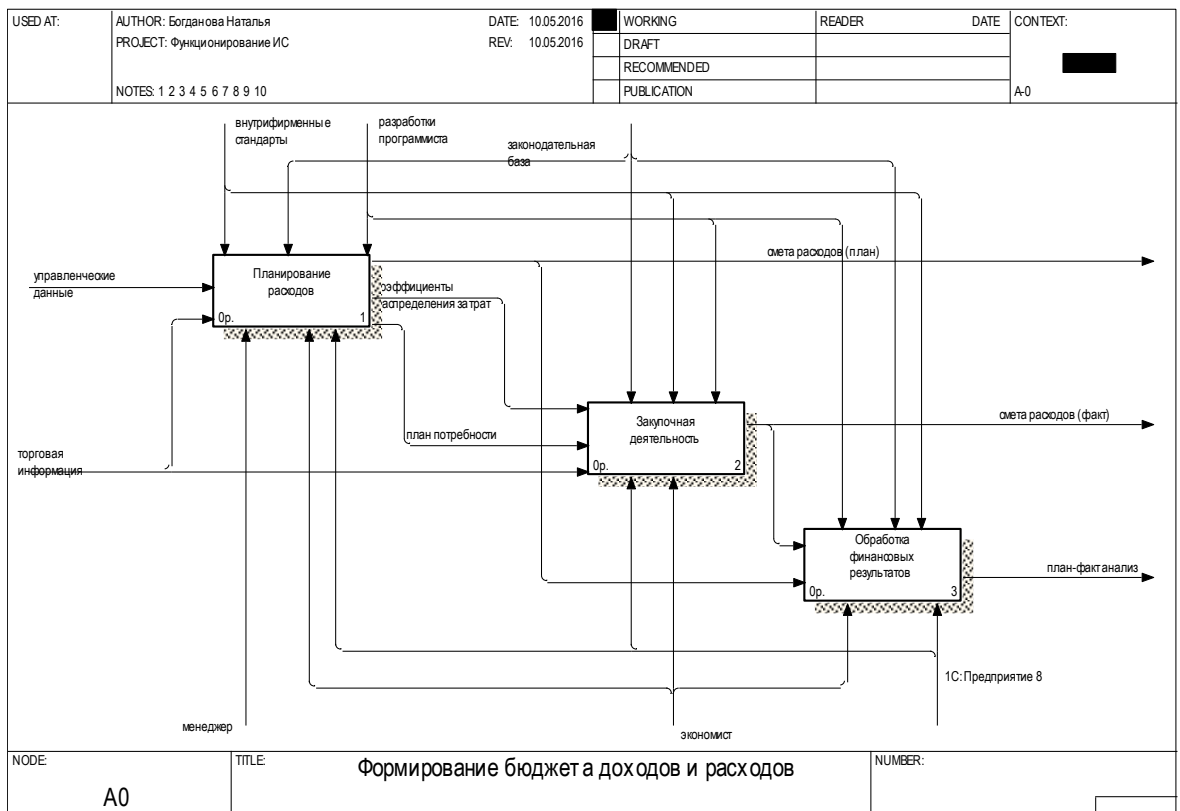 USED AT:
AUTHOR: Богданова Наталья
DATE: 10.05.2016
PROJECT: Функционирование ИС
REV: 10.05.2016
NOTES: 1 2 3 4 5 6 7 8 9 10
WORKING
DRAFT
RECOMMENDED
PUBLICATION
READER
DATE
CONTEXT:
A-0
внутрифирменные
стандарты
разработки
программиста
законодательная
база
управленческие
данные
Планирование
расходов
0р.
1
смета расходов (план)
оэффициенты
аспределения затрат
план потребности
торговая
информация
Закупочная
деятельность
0р.
2
смета расходов (факт)
Обработка
финансовых
результатов
0р.
3
план-факт анализ
1С:Предприятие 8
менеджер
экономист
NODE:
A0
TITLE:
Формирование бюджета доходов и расходов
NUMBER: